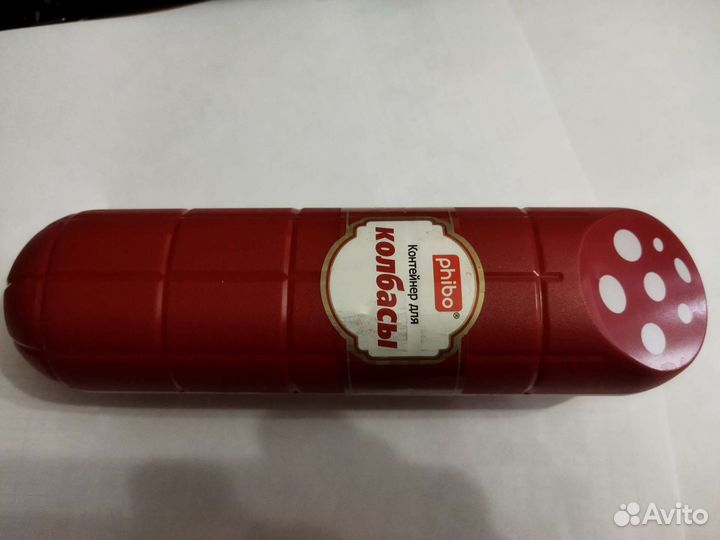 phibo®
Контейнер для
колбасы
Avito